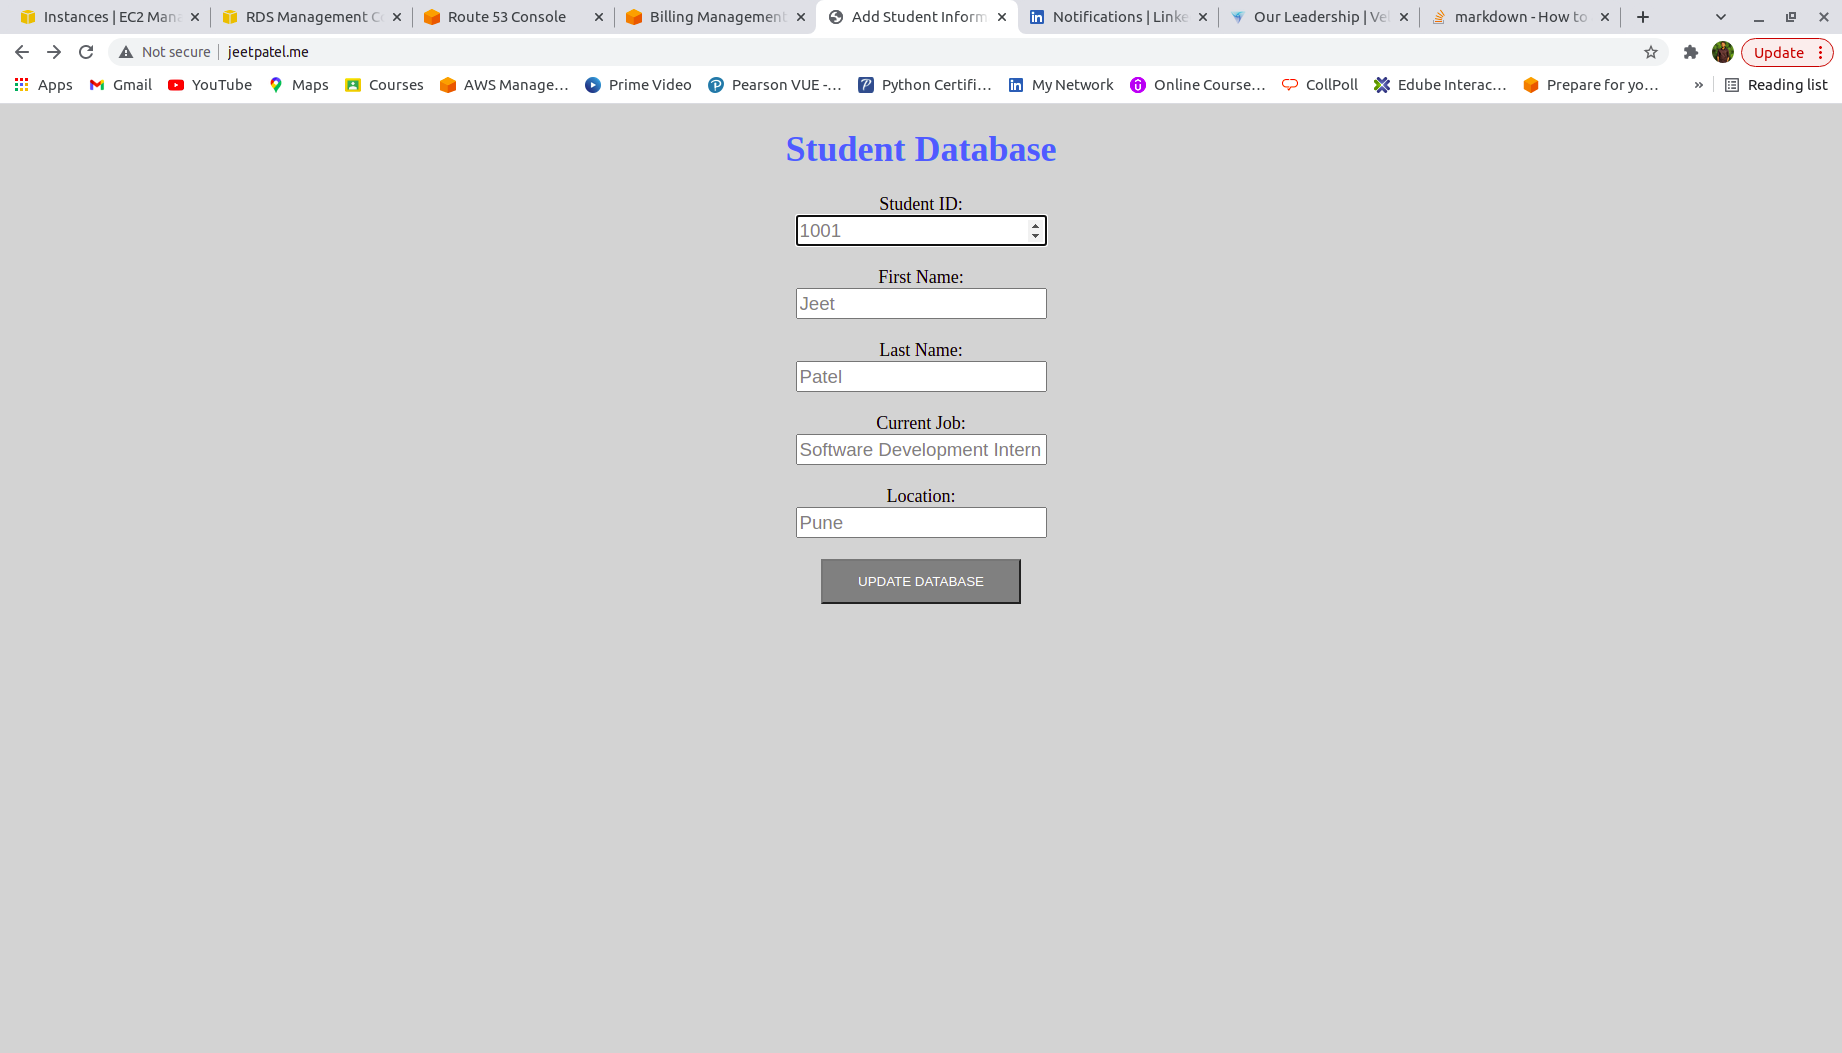 Instances | EC2 Mana
RDS Management C
Route 53 Console
Billing Management
Add Student Inform
Notifications | Linke
Our Leadership | Vel
markdown - How to
Not secure
jeetpatel.me
Update
Apps
Gmail
YouTube
Maps
Courses
AWS Manage...
Prime Video
Pearson VUE -...
Python Certifi...
My Network
Online Course...
CollPoll
Edube Interac...
Prepare for yo...
»
Reading list
Student Database
Student ID:
1001
First Name:
Jeet
Last Name:
Patel
Current Job:
Software Development Intern
Location:
Pune
UPDATE DATABASE